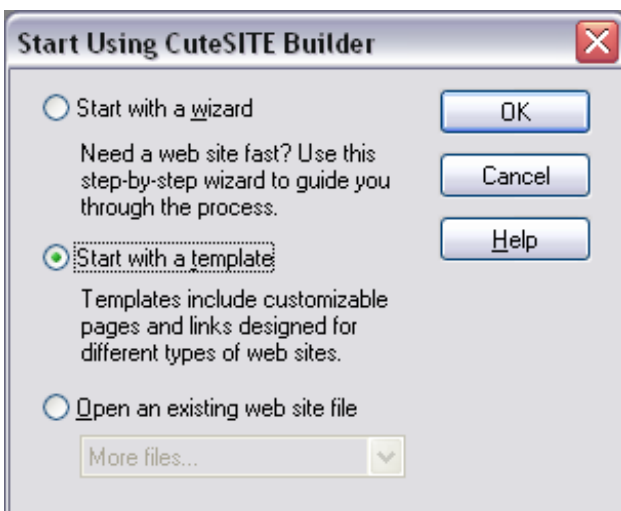 Start Using CuteSITE Builder
Start with a wizard
OK
Need a web site fast? Use this
step-by-step wizard to guide you
through the process.
Cancel
Start with a template
Help
Templates include customizable
pages and links designed for
different types of web sites.
Open an existing web site file
More files...